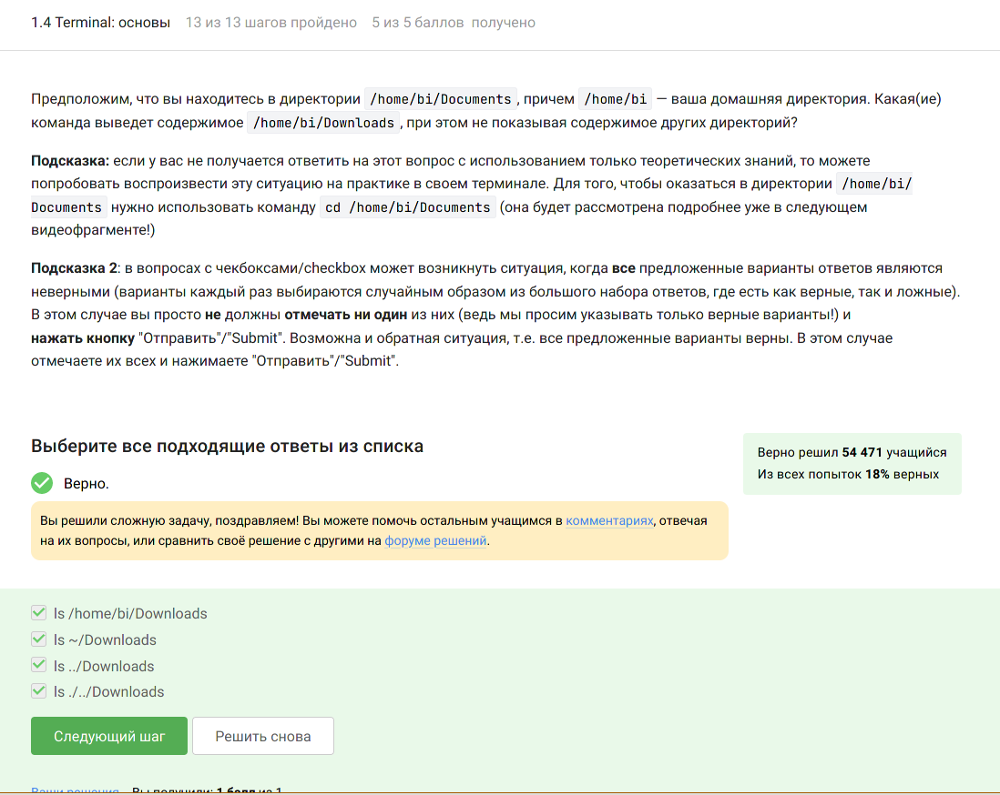 1.4 Terminal: основы 13 из 13 шагов пройдено 5 из 5 баллов получено
Предположим, что вы находитесь в директории /home/bi/Documents, причем /home/bi — ваша домашняя директория. Какая(ие)
команда выведет содержимое /home/bi/Downloads, при этом не показывая содержимое других директорий?
Подсказка: если у вас не получается ответить на этот вопрос с использованием только теоретических знаний, то можете
попробовать воспроизвести эту ситуацию на практике в своем терминале. Для того, чтобы оказаться в директории /home/bi/
Documents нужно использовать команду cd /home/bi/Documents (она будет рассмотрена подробнее уже в следующем
видеофрагменте!)
Подсказка 2: в вопросах с чекбоксами/checkbox может возникнуть ситуация, когда все предложенные варианты ответов являются
неверными (варианты каждый раз выбираются случайным образом из большого набора ответов, где есть как верные, так и ложные).
В этом случае вы просто не должны отмечать ни один из них (ведь мы просим указывать только верные варианты!) и
нажать кнопку "Отправить"/"Submit". Возможна и обратная ситуация, т.е. все предложенные варианты верны. В этом случае
отмечаете их всех и нажимаете "Отправить"/"Submit".
Выберите все подходящие ответы из списка
Верно решил 54 471 учащийся
Из всех попыток 18% верных
Верно.
Вы решили сложную задачу, поздравляем! Вы можете помочь остальным учащимся в комментариях, отвечая
на их вопросы, или сравнить своё решение с другими на форуме решений.
ls /home/bi/Downloads
ls ~/Downloads
ls ../Downloads
ls ./../Downloads
Следующий шаг Решить снова
Ваши решения Вы получили: 1 балл из 1